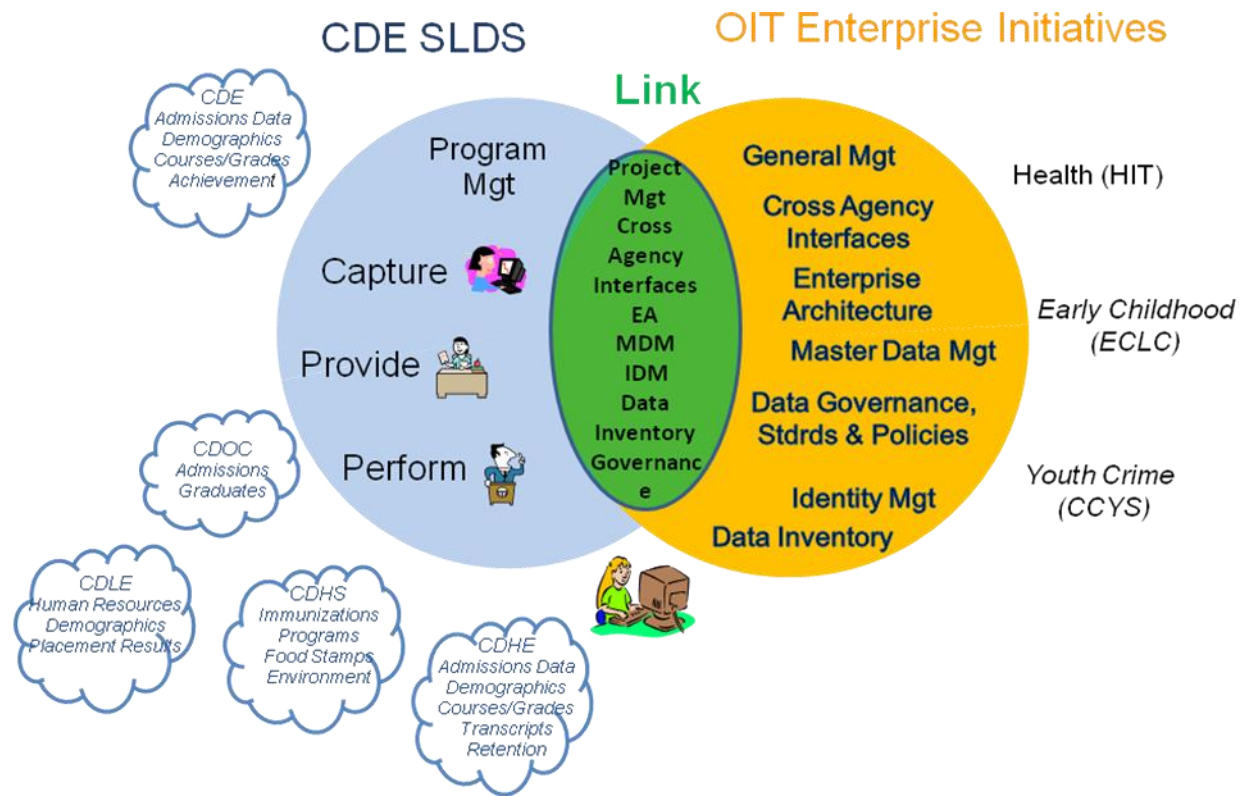 CDE SLDS
OIT Enterprise Initiatives
Link
CDE
Admissions Data
Demographics
Courses/Grades
Achievement
Program
Mgt
Capture
Provide
Perform
Project
Mgt
Cross
Agency
Interfaces
EA
MDM
IDM
Data
Inventory
Governanc
e
General Mgt
Cross Agency
Interfaces
Enterprise
Architecture
Master Data Mgt
Data Governance,
Stdrds & Policies
Identity Mgt
Data Inventory
Health (HIT)
Early Childhood
(ECLC)
Youth Crime
(CCYS)
CDOC
Admissions
Graduates
CDLE
Human Resources
Demographics
Placement Results
CDHS
Immunizations
Programs
Food Stamps
Environment
CDHE
Admissions Data
Demographics
Courses/Grades
Transcripts
Retention